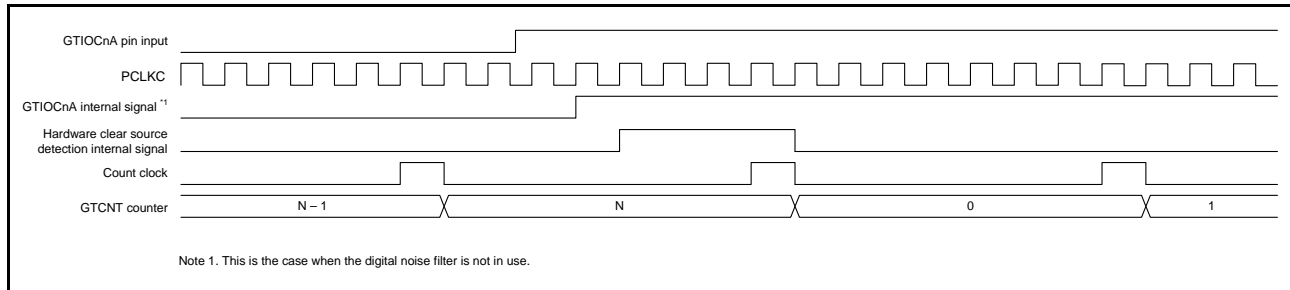 GTIOCnA pin input
PCLKC
GTIOCnA internal signal *1
Hardware clear source
detection internal signal
Count clock
GTCNT counter
N – 1
N
0
1
Note 1. This is the case when the digital noise filter is not in use.